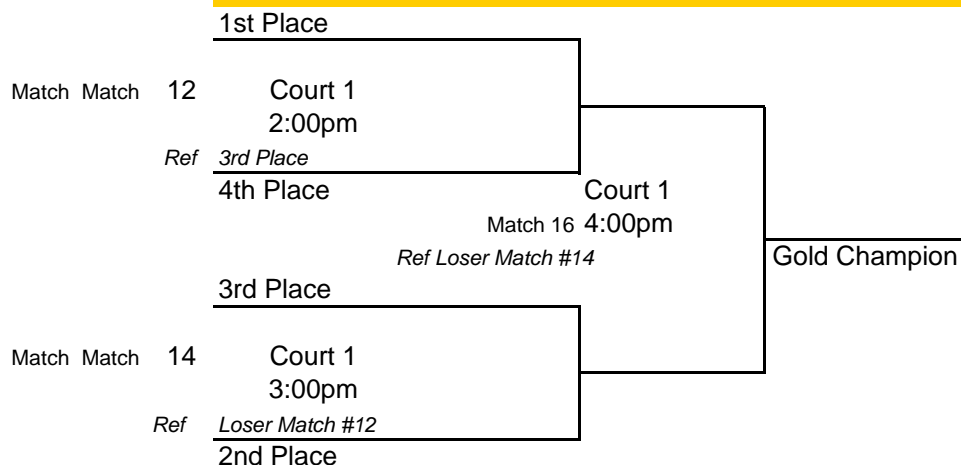 1st Place
Match Match 12 Court 1
2:00pm
Ref 3rd Place
4th Place Court 1
Match 16 4:00pm
Ref Loser Match #14 Gold Champion
3rd Place
Match Match 14 Court 1
3:00pm
Ref Loser Match #12
2nd Place